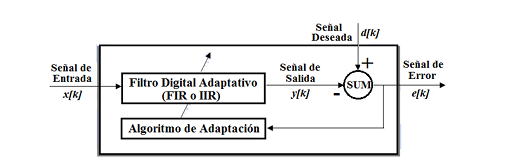 Señal
Deseada
d[k]
Señal de
Entrada
x[k]
Filtro Digital Adaptativo
(FIR o IIR)
Señal de
Salida
y[k]
+
-
SUM
Señal de
Error
e[k]
Algoritmo de Adaptación